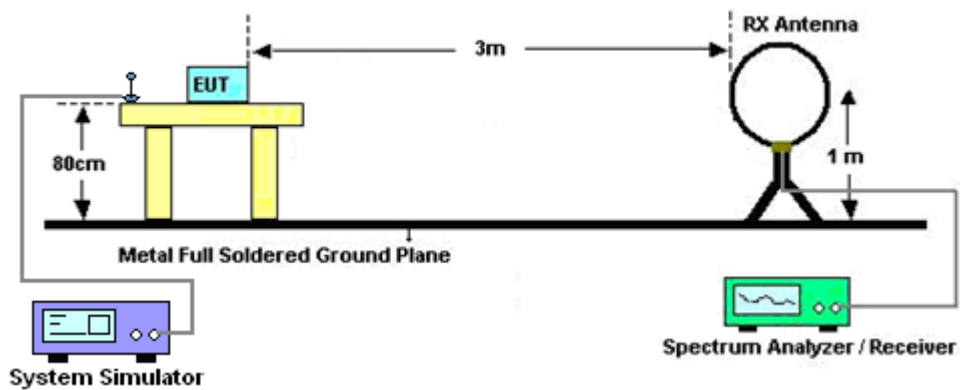 RX Antenna
3m
EUT
80cm
1 m
Metal Full Soldered Ground Plane
Spectrum Analyzer / Receiver
System Simulator